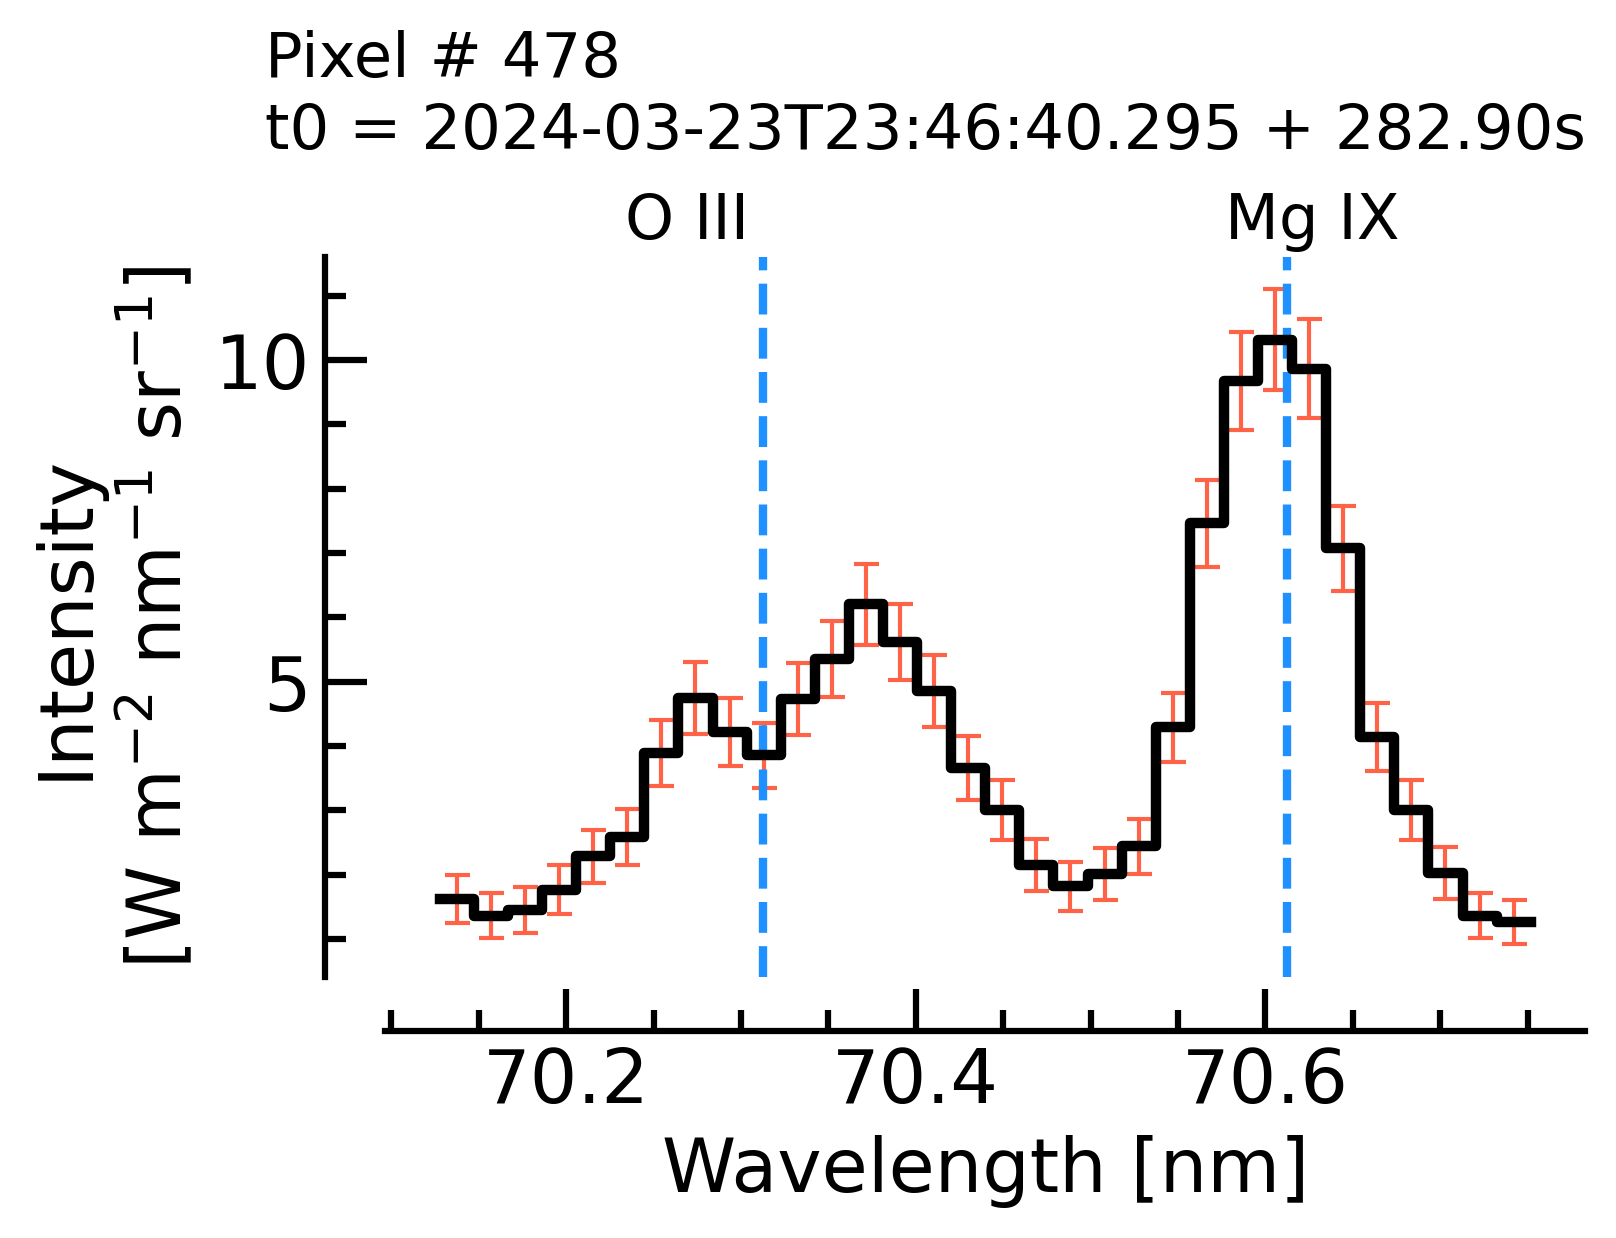 Pixel # 478
t0 = 2024-03-23T23:46:40.295 + 282.90s
O III Mg IX
Intensity
[W m⁻² nm⁻¹ sr⁻¹]
10
5
70.2 70.4 70.6
Wavelength [nm]